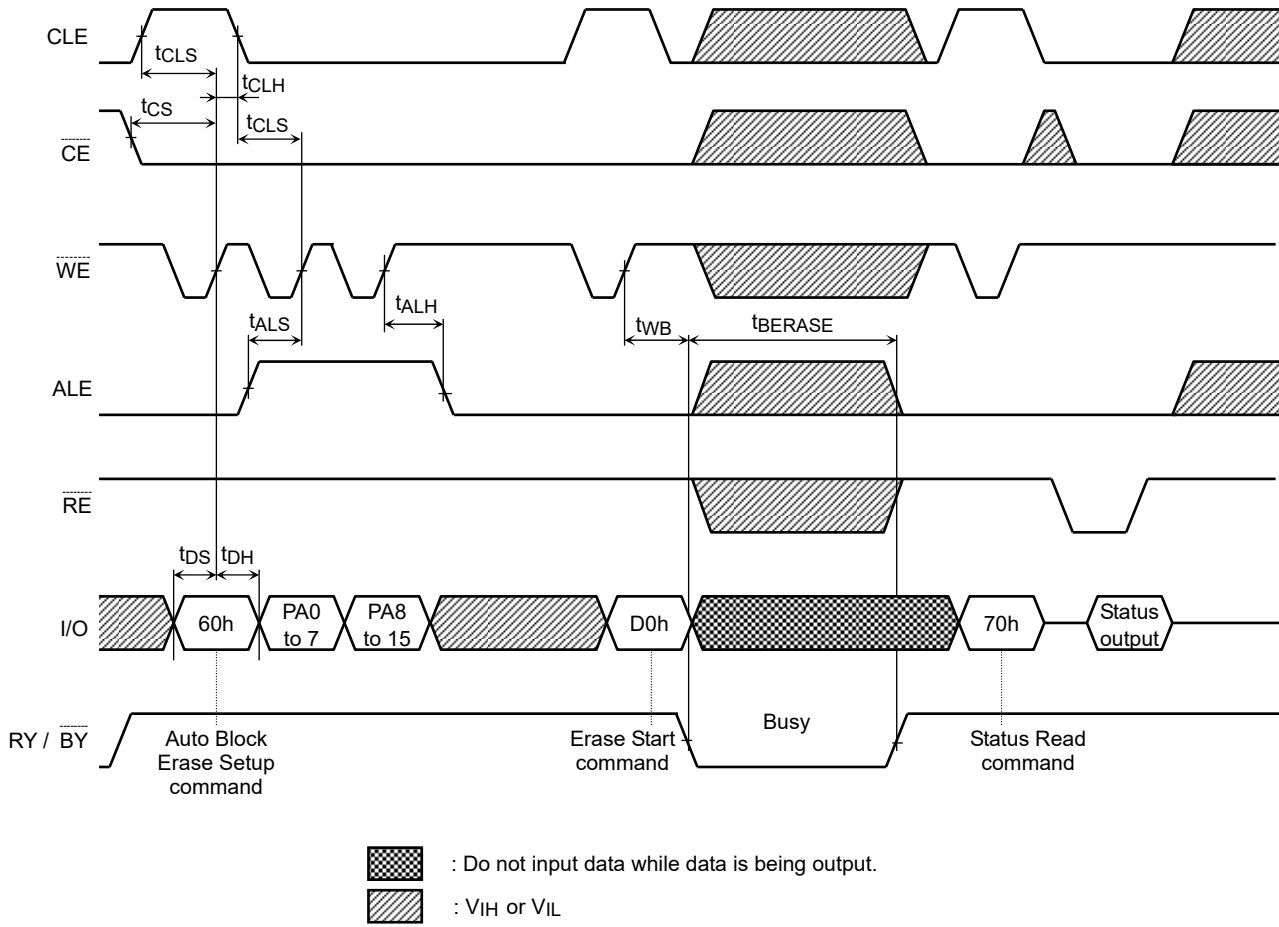 CLE
tCLS
tCLH
tCS
tCLS
CE
WE
tALS
tALH
tWB
tBERASE
ALE
RE
tDS
tDH
I/O
60h
PA0
to 7
PA8
to 15
D0h
70h
Status
output
RY / BY
Auto Block
Erase Setup
command
Erase Start
command
Busy
Status Read
command
: Do not input data while data is being output.
: VIH or VIL